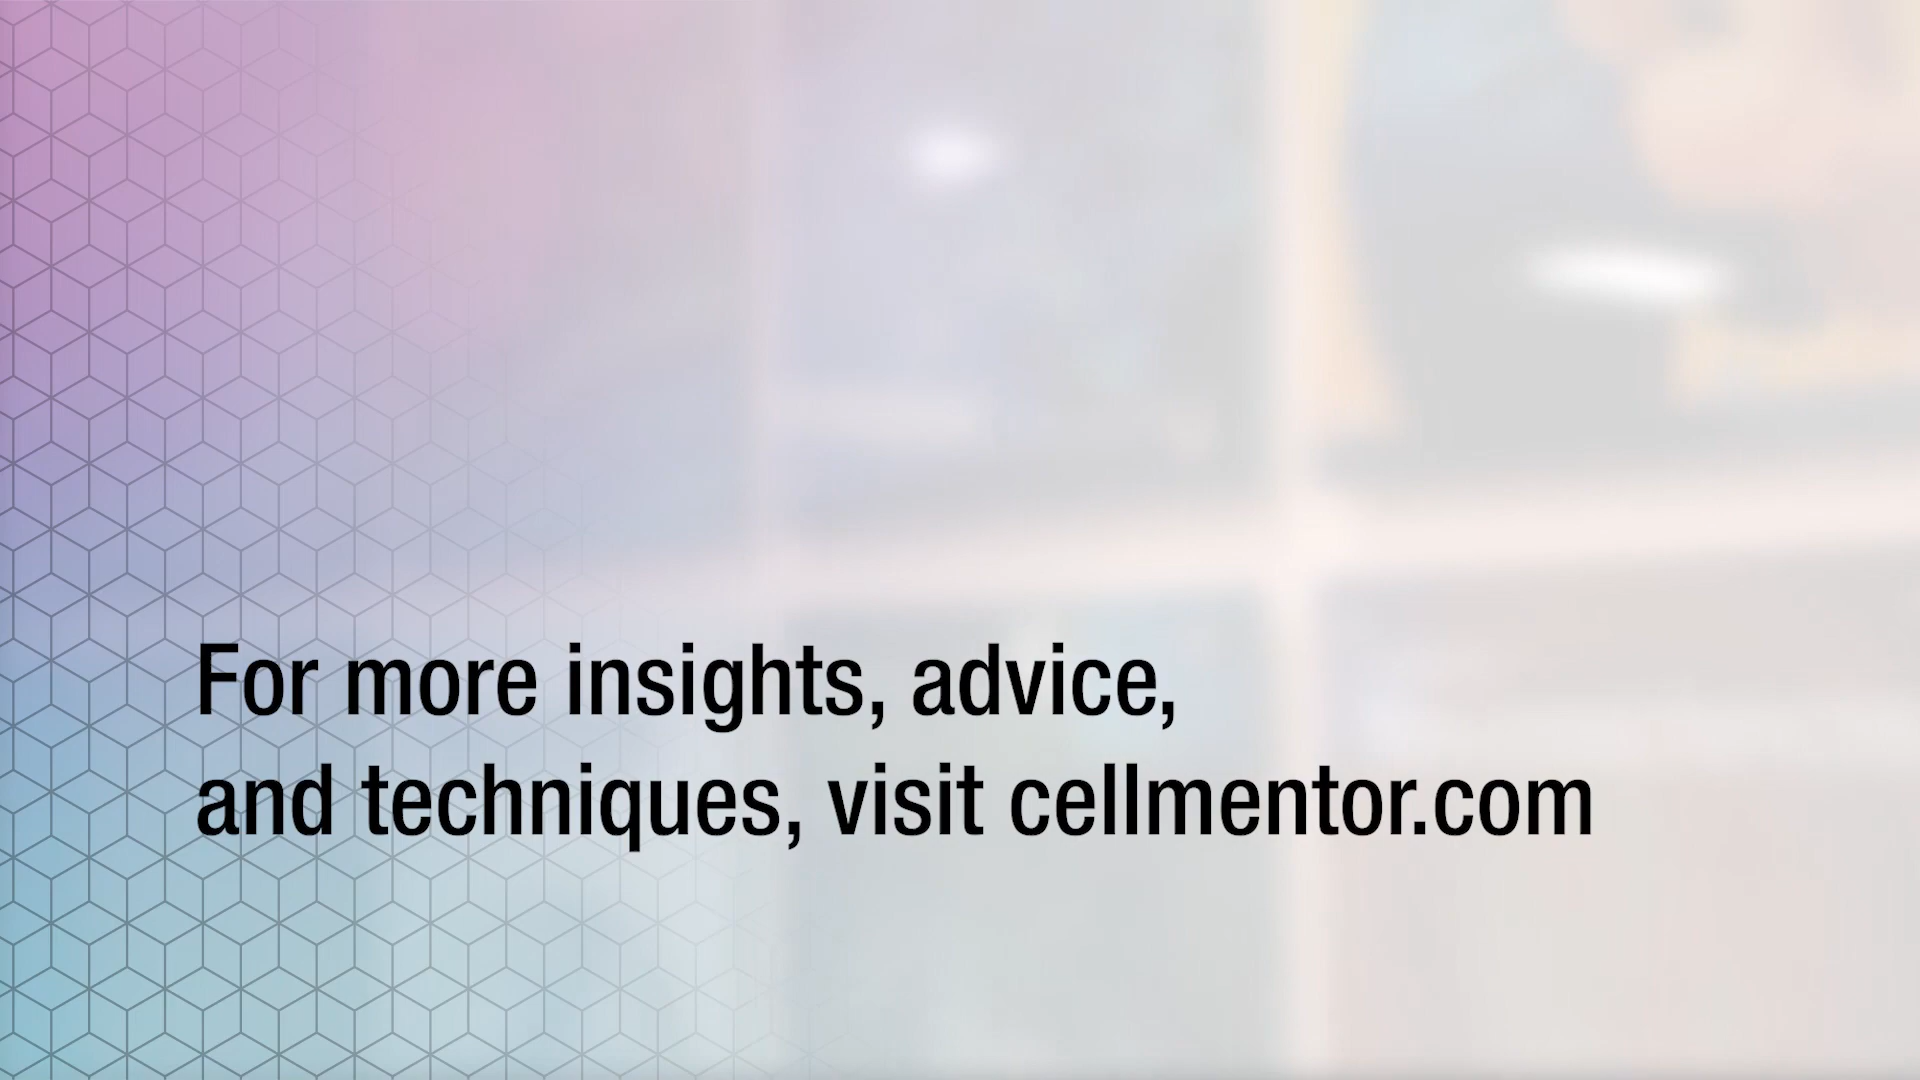 For more insights, advice,
and techniques, visit cellmentor.com